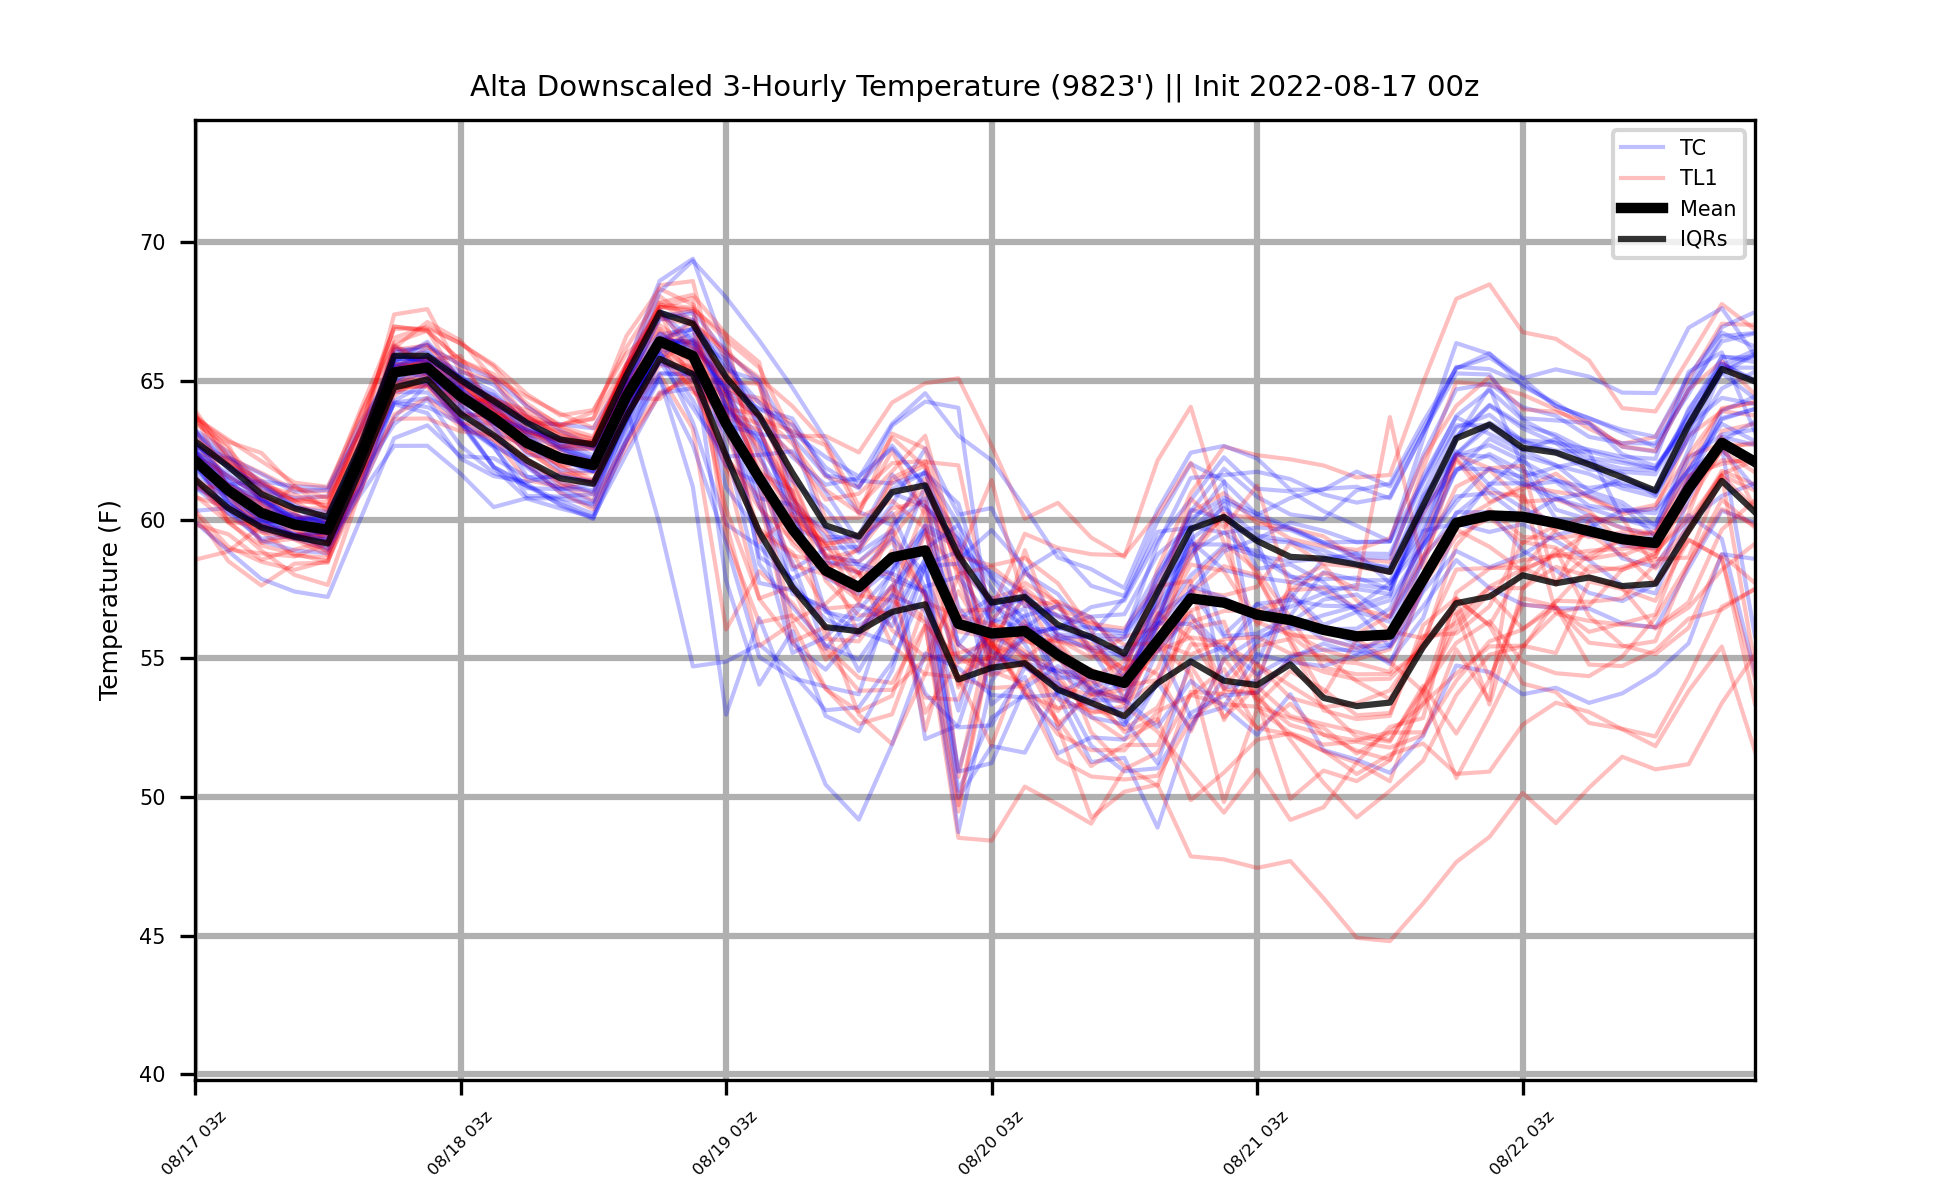 Alta Downscaled 3-Hourly Temperature (9823') || Init 2022-08-17 00z
TC
TL1
Mean
IQRs
Temperature (F)
70
65
60
55
50
45
40
08/17 03z
08/18 03z
08/19 03z
08/20 03z
08/21 03z
08/22 03z